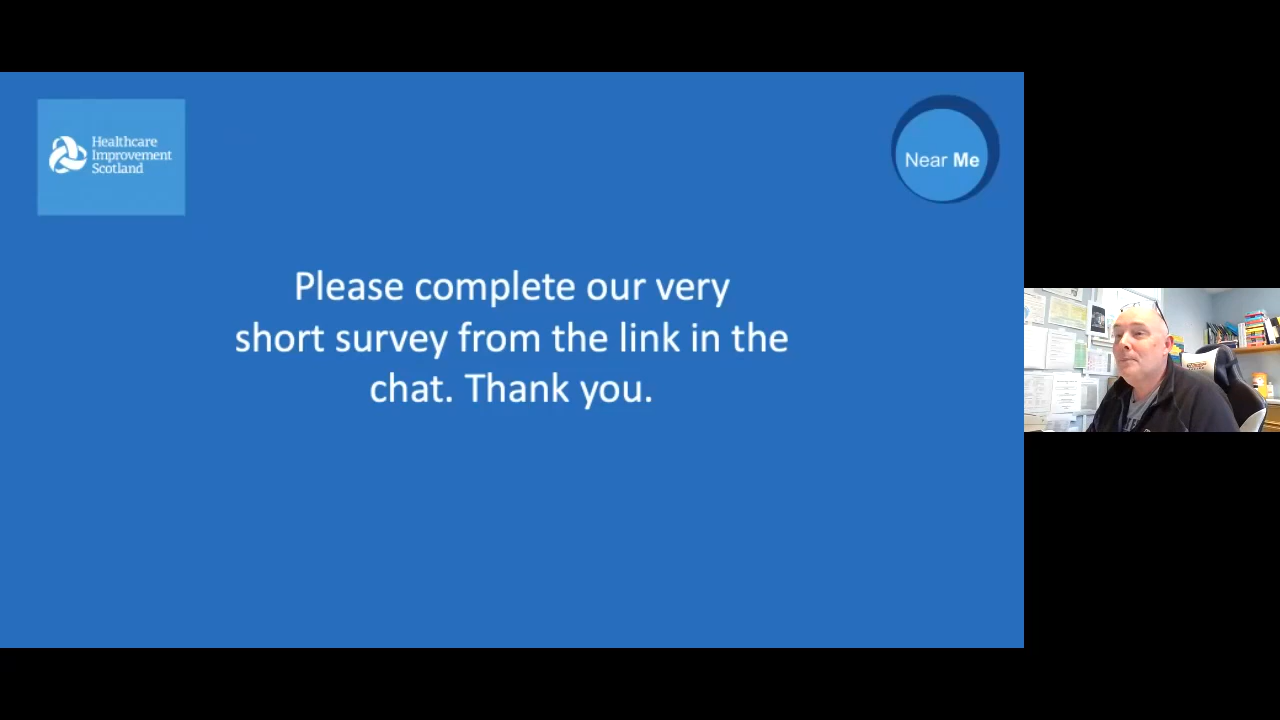 Healthcare
Improvement
Scotland
Near Me
Please complete our very
short survey from the link in the
chat. Thank you.